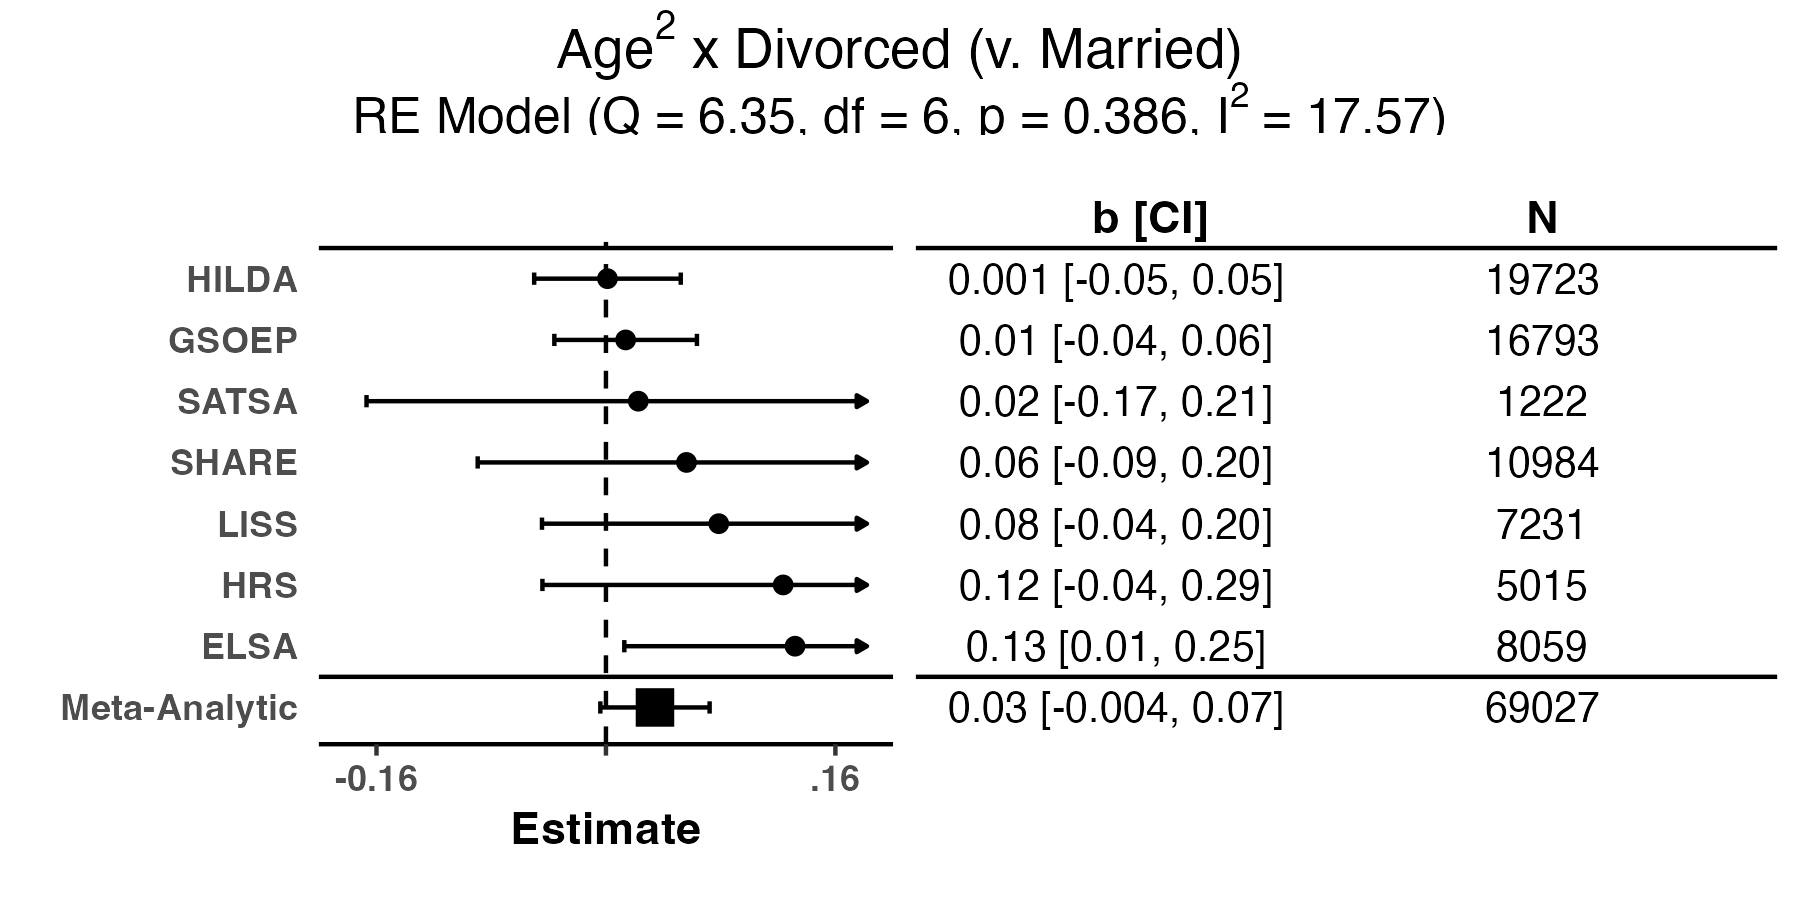 Age² x Divorced (v. Married)
RE Model (Q = 6.35, df = 6, p = 0.386, I² = 17.57)
b [CI] N
HILDA 0.001 [-0.05, 0.05] 19723
GSOEP 0.01 [-0.04, 0.06] 16793
SATSA 0.02 [-0.17, 0.21] 1222
SHARE 0.06 [-0.09, 0.20] 10984
LISS 0.08 [-0.04, 0.20] 7231
HRS 0.12 [-0.04, 0.29] 5015
ELSA 0.13 [0.01, 0.25] 8059
Meta-Analytic 0.03 [-0.004, 0.07] 69027
-0.16 .16
Estimate